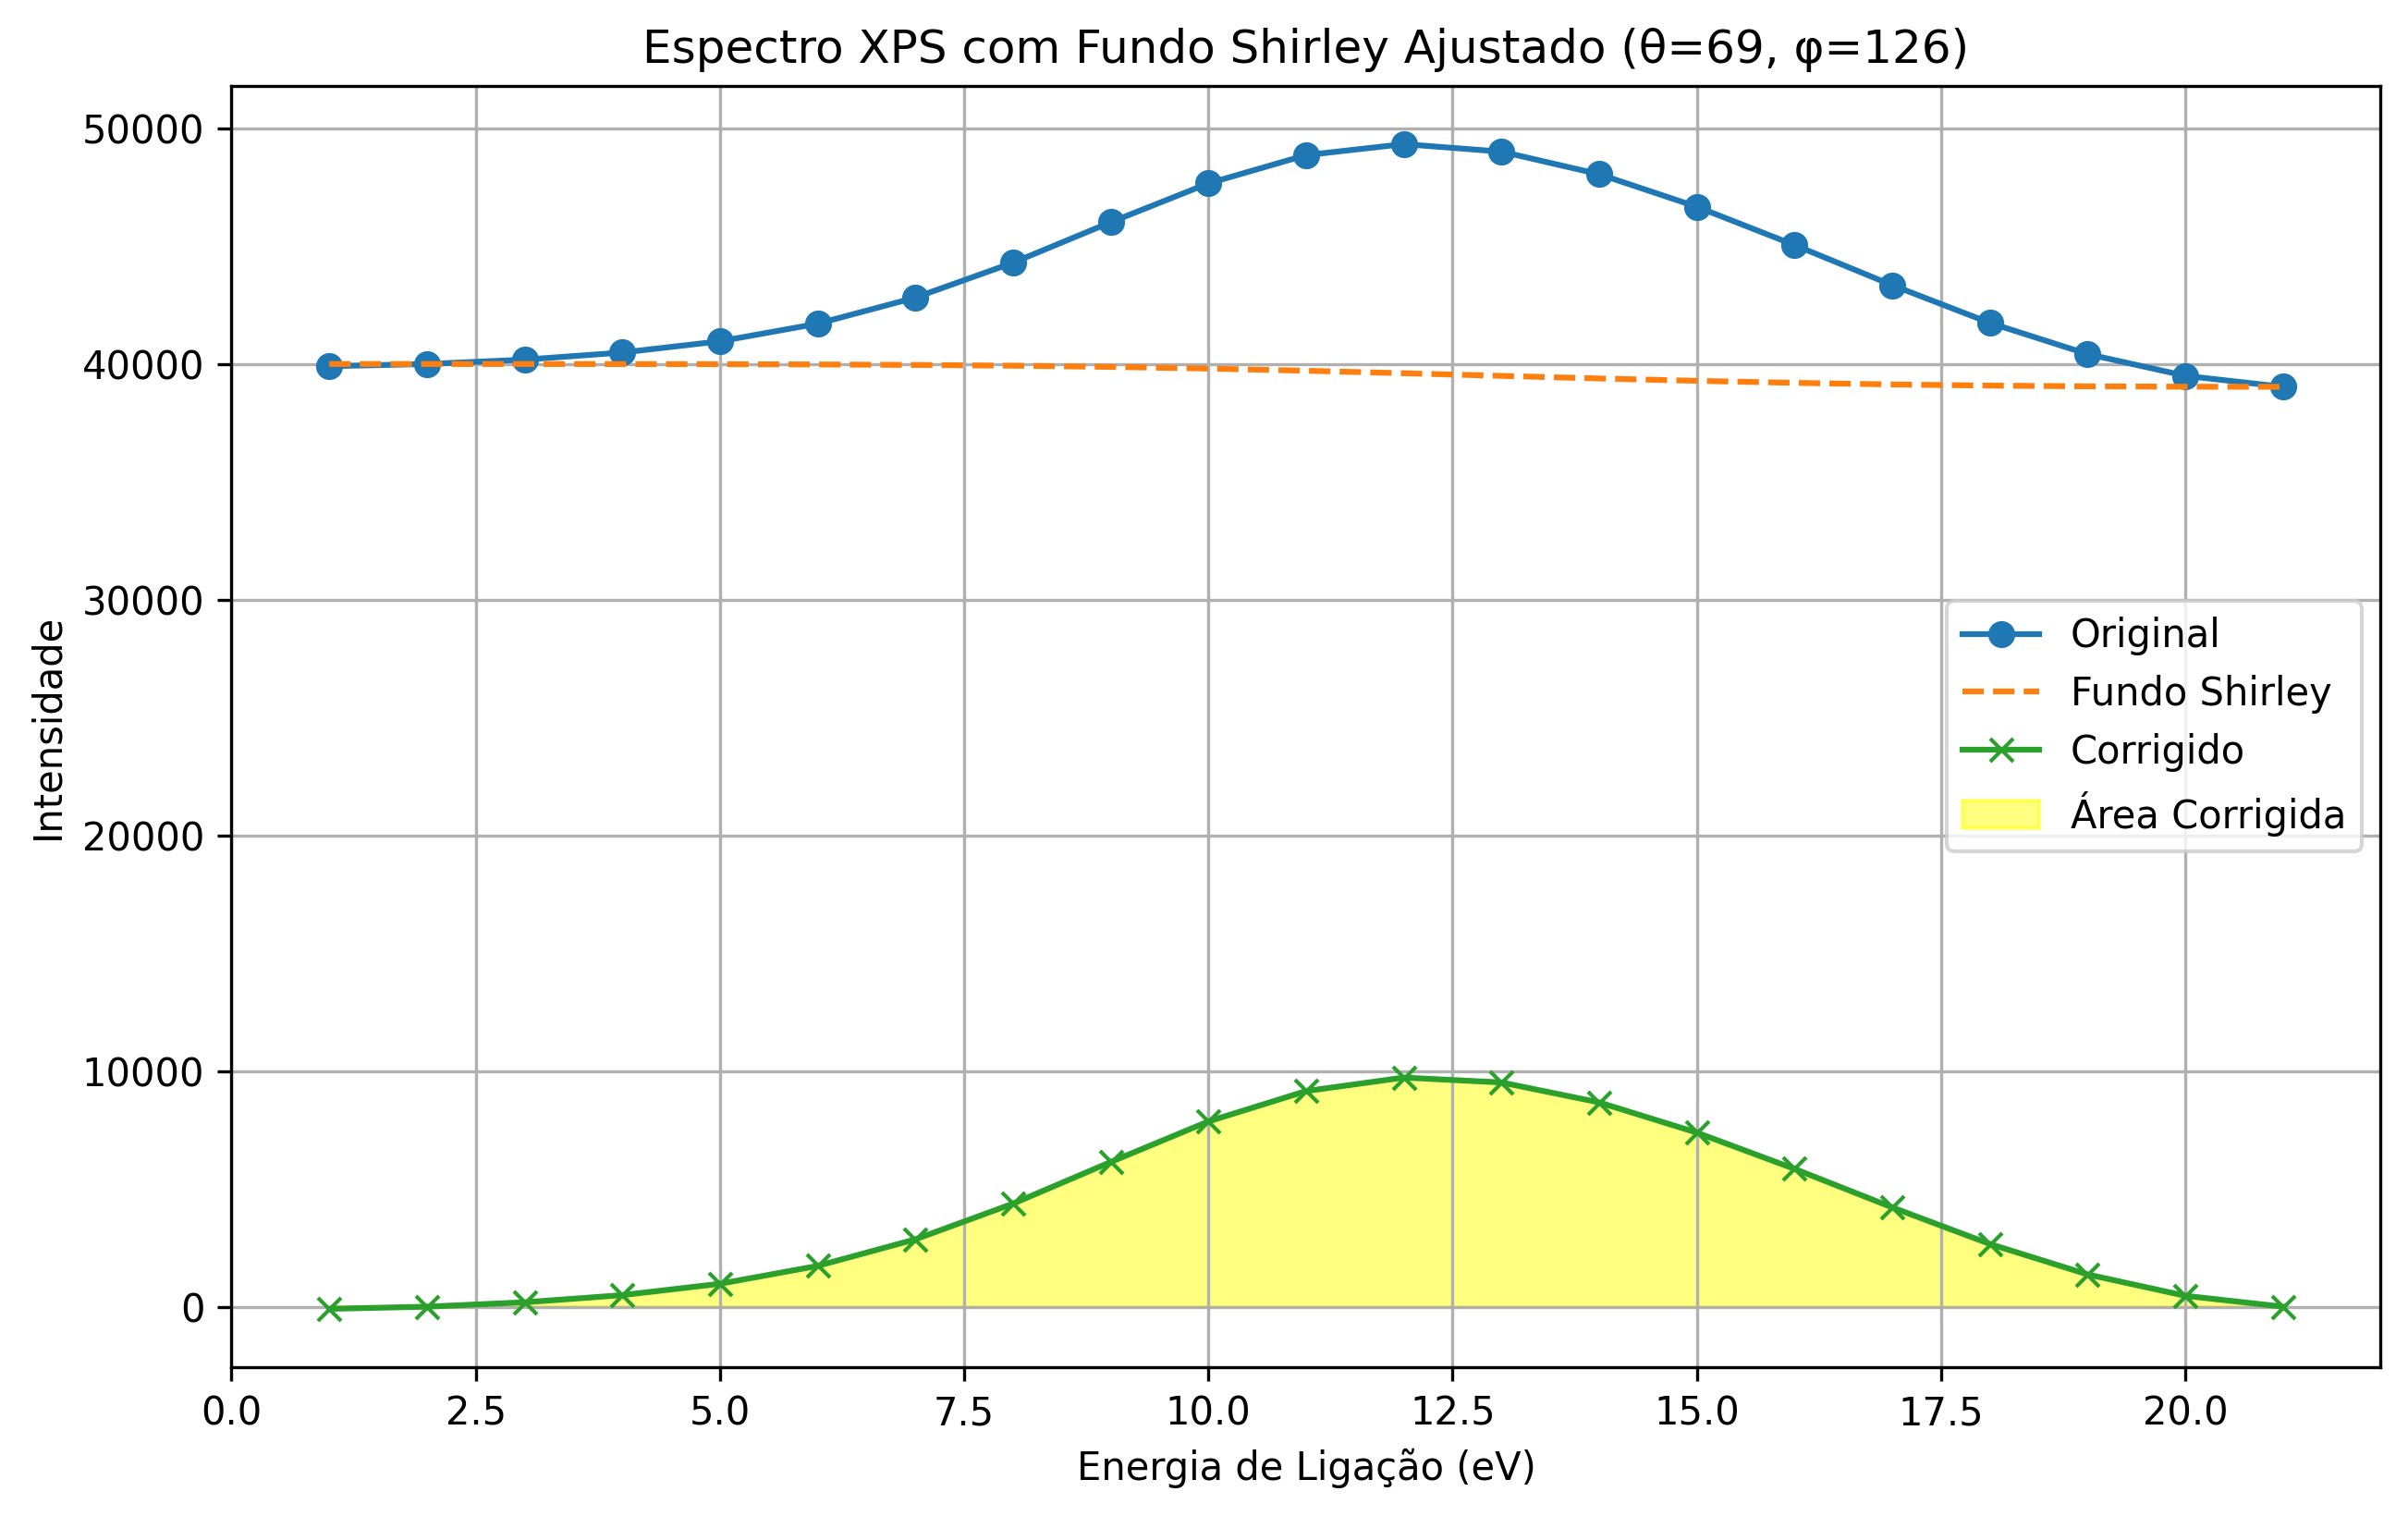 Espectro XPS com Fundo Shirley Ajustado (θ=69, φ=126)
50000
40000
30000
20000
10000
0
Intensidade
Original
Fundo Shirley
Corrigido
Área Corrigida
0.0 2.5 5.0 7.5 10.0 12.5 15.0 17.5 20.0
Energia de Ligação (eV)